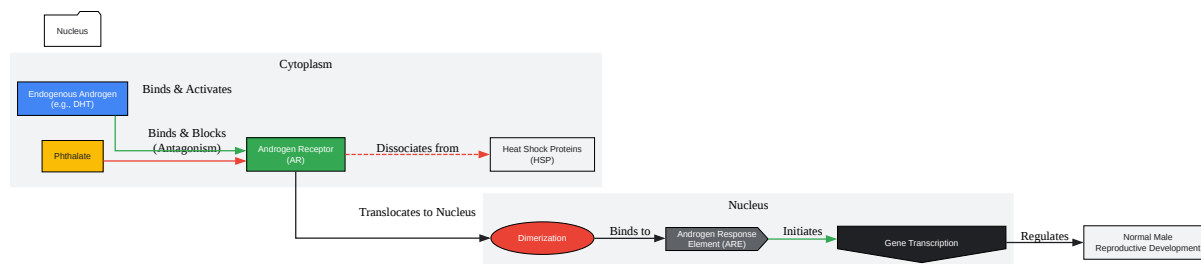 Nucleus
Cytoplasm
Endogenous Androgen
(e.g., DHT)
Binds & Activates
Binds & Blocks
(Antagonism)
Phthalate
Androgen Receptor
(AR)
Dissociates from
Heat Shock Proteins
(HSP)
Translocates to Nucleus
Nucleus
Dimerization
Binds to
Androgen Response
Element (ARE)
Initiates
Gene Transcription
Regulates
Normal Male
Reproductive Development